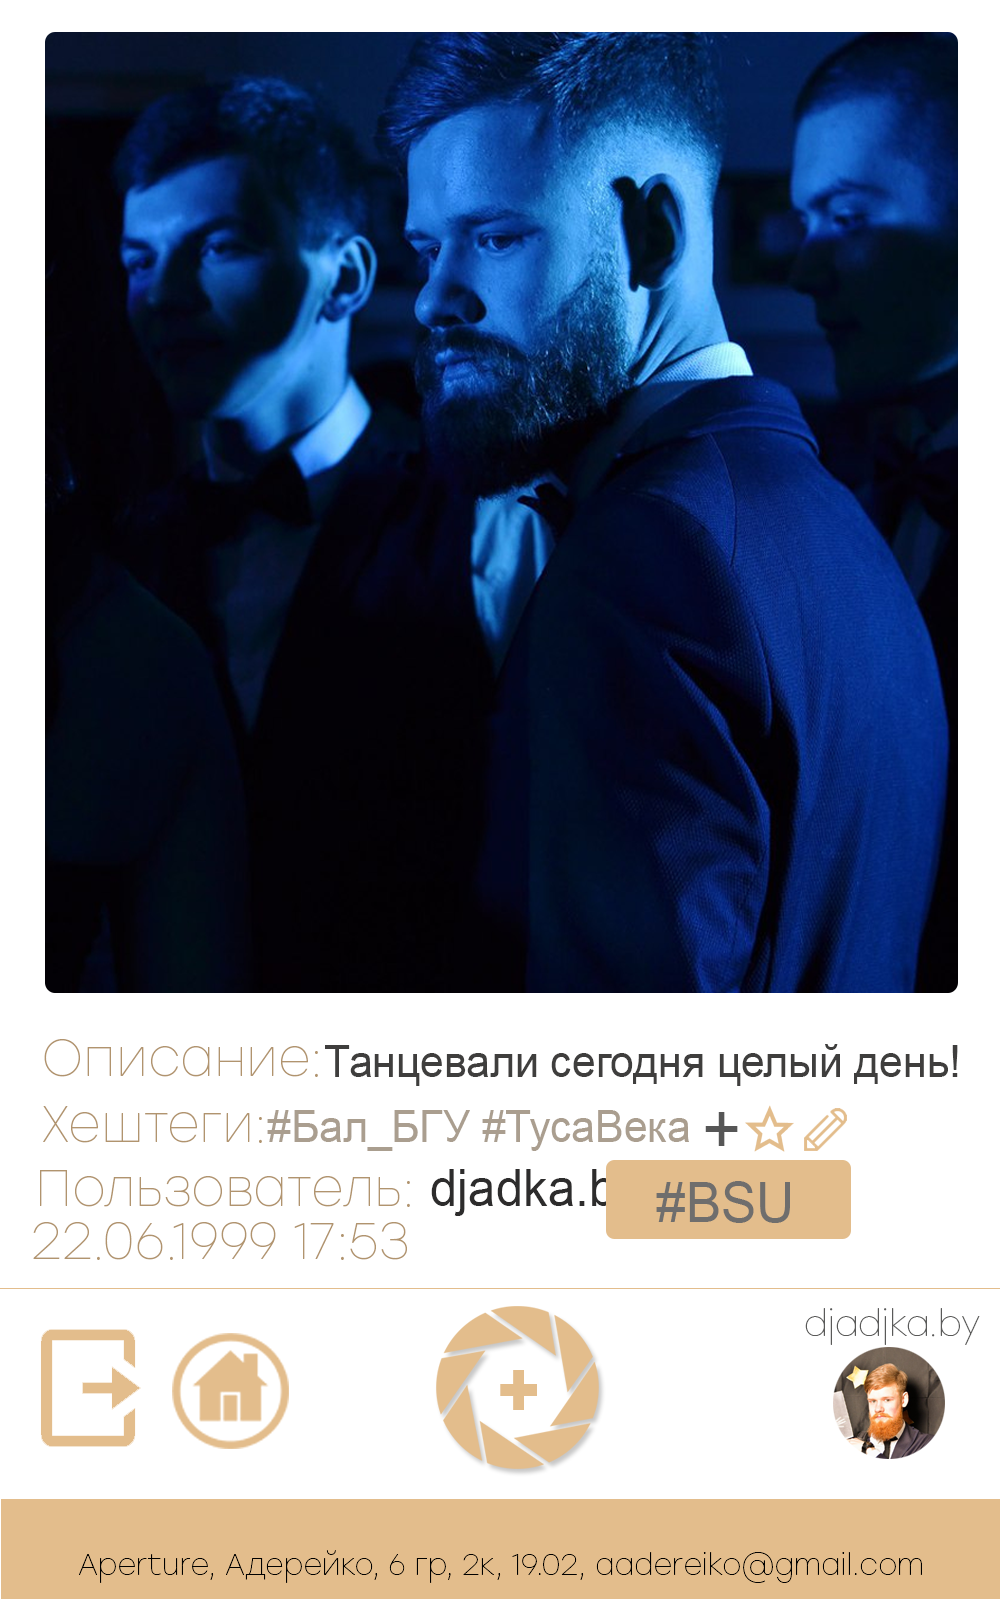 Описание: Танцевали сегодня целый день!
Хештеги: #Бал_БГУ #ТусаВека +
Пользователь: djadka.b
#BSU
22.06.1999 17:53
djadjka.by
Aperture, Адерейко, 6 гр, 2к, 19.02, aadereiko@gmail.com